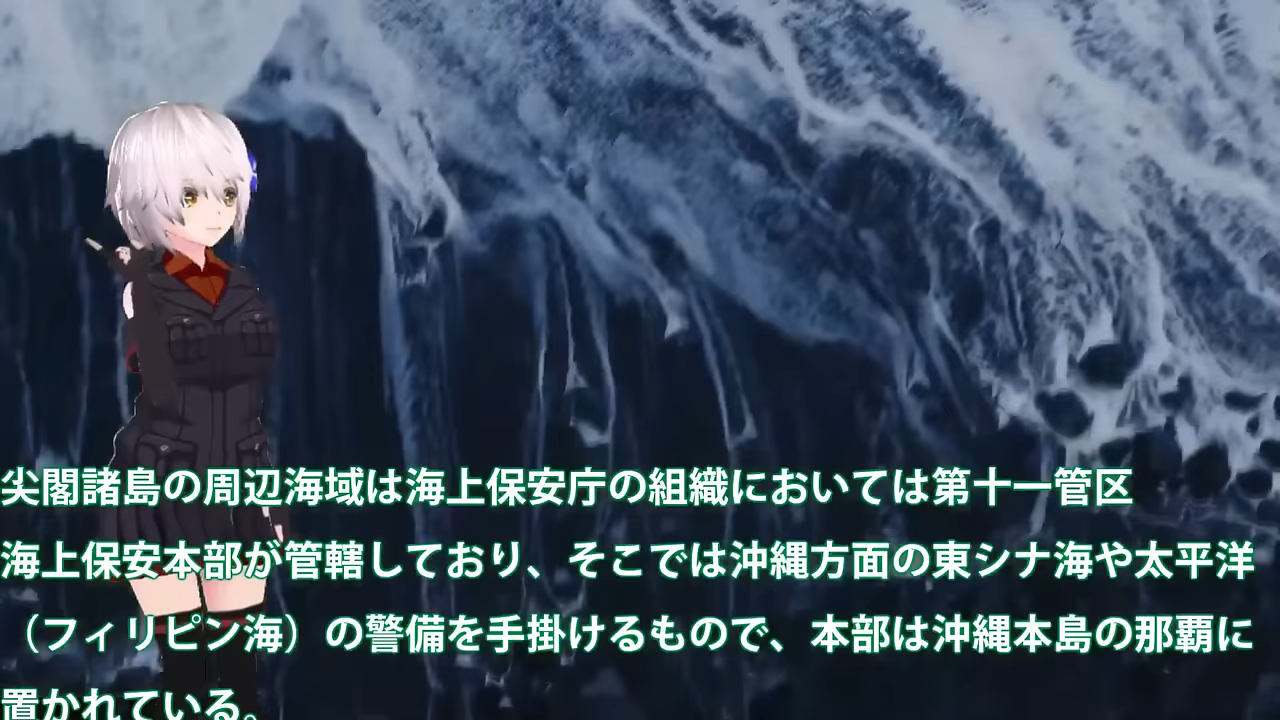 尖閣諸島の周辺海域は海上保安庁の組織においては第十一管区
海上保安本部が管轄しており、そこでは沖縄方面の東シナ海や太平洋
（フィリピン海）の警備を手掛けるもので、本部は沖縄本島の那覇に
置かれている。